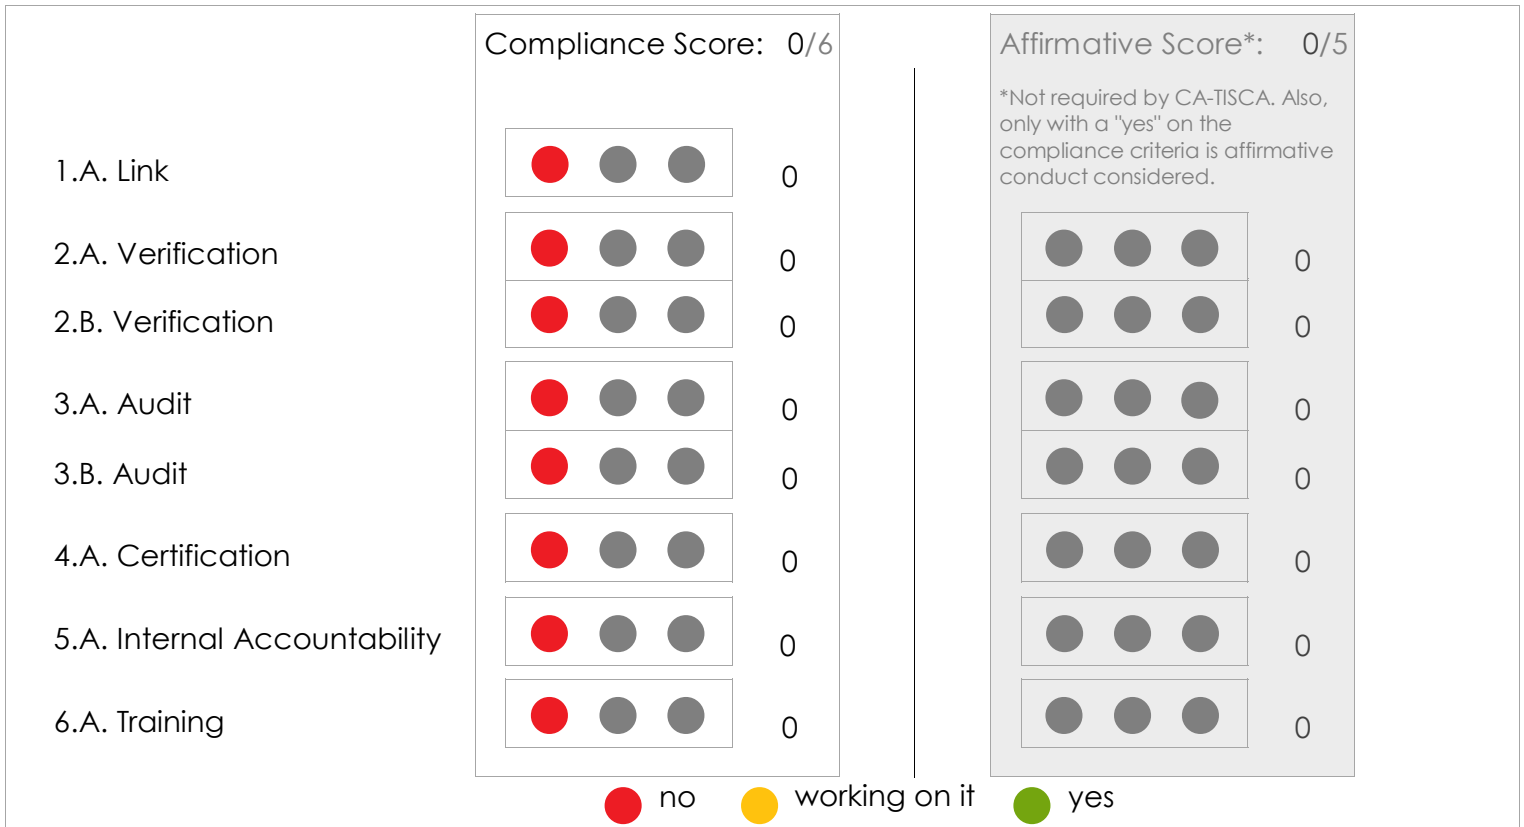 Compliance Score: 0/6
Affirmative Score*: 0/5
*Not required by CA-TISCA. Also,
only with a "yes" on the
compliance criteria is affirmative
conduct considered.
1.A. Link 0
2.A. Verification 0 0
2.B. Verification 0 0
3.A. Audit 0 0
3.B. Audit 0 0
4.A. Certification 0 0
5.A. Internal Accountability 0 0
6.A. Training 0 0
no working on it yes